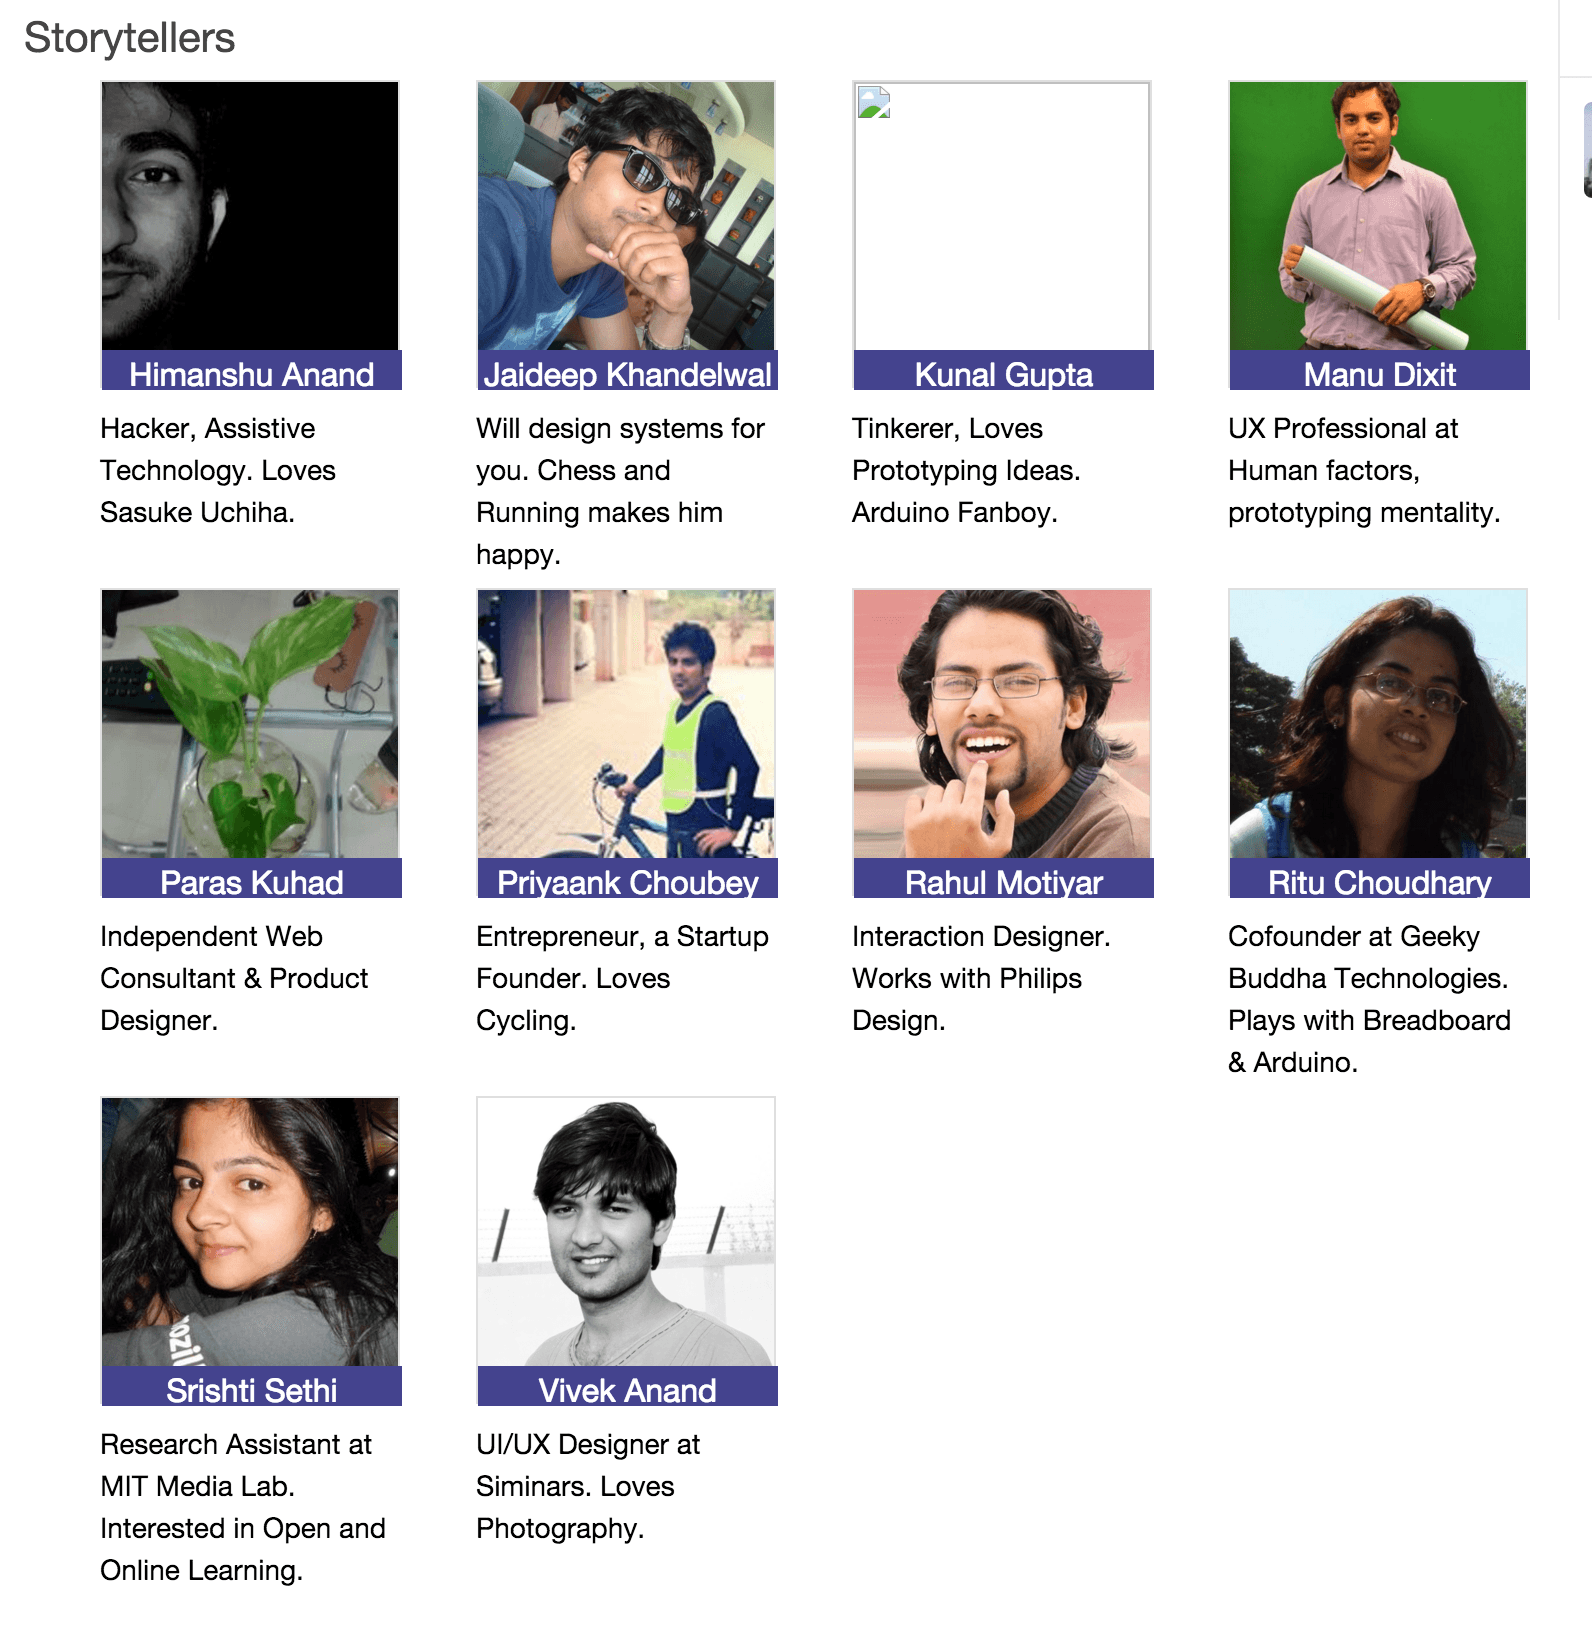 Storytellers
Himanshu Anand
Hacker, Assistive
Technology. Loves
Sasuke Uchiha.
Jaideep Khandelwal
Will design systems for
you. Chess and
Running makes him
happy.
Kunal Gupta
Tinkerer, Loves
Prototyping Ideas.
Arduino Fanboy.
Manu Dixit
UX Professional at
Human factors,
prototyping mentality.
Paras Kuhad
Independent Web
Consultant & Product
Designer.
Priyaank Choubey
Entrepreneur, a Startup
Founder. Loves
Cycling.
Rahul Motiyar
Interaction Designer.
Works with Philips
Design.
Ritu Choudhary
Cofounder at Geeky
Buddha Technologies.
Plays with Breadboard
& Arduino.
Srishti Sethi
Research Assistant at
MIT Media Lab.
Interested in Open and
Online Learning.
Vivek Anand
UI/UX Designer at
Siminars. Loves
Photography.